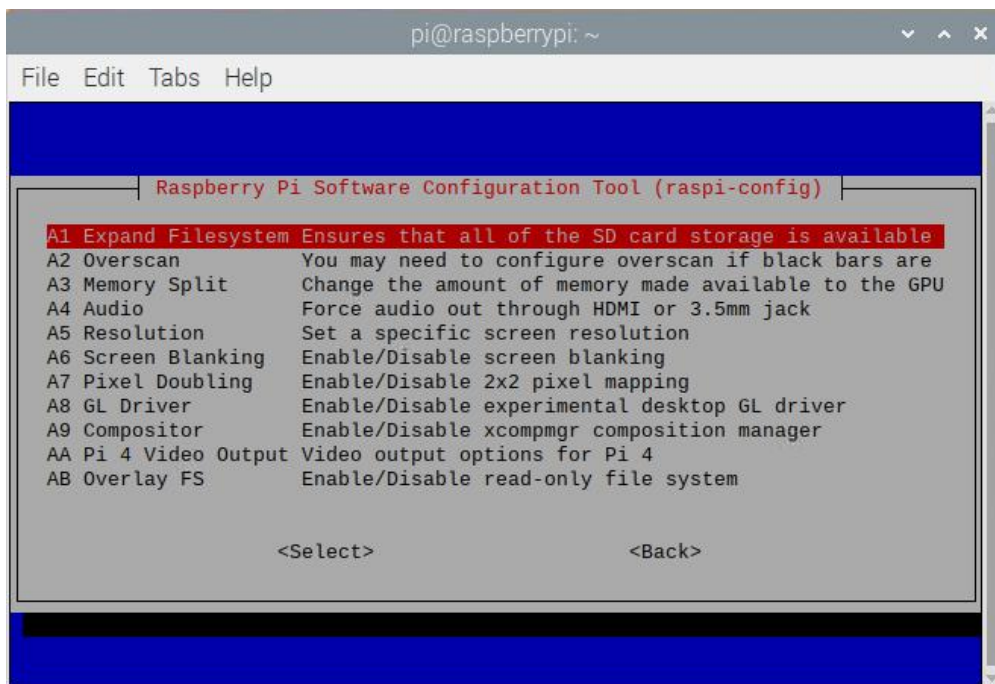 pi@raspberrypi: ~
File Edit Tabs Help
Raspberry Pi Software Configuration Tool (raspi-config)
A1 Expand Filesystem Ensures that all of the SD card storage is available
A2 Overscan You may need to configure overscan if black bars are
A3 Memory Split Change the amount of memory made available to the GPU
A4 Audio Force audio out through HDMI or 3.5mm jack
A5 Resolution Set a specific screen resolution
A6 Screen Blanking Enable/Disable screen blanking
A7 Pixel Doubling Enable/Disable 2x2 pixel mapping
A8 GL Driver Enable/Disable experimental desktop GL driver
A9 Compositor Enable/Disable xcompmgr composition manager
AA Pi 4 Video Output Video output options for Pi 4
AB Overlay FS Enable/Disable read-only file system
<Select> <Back>